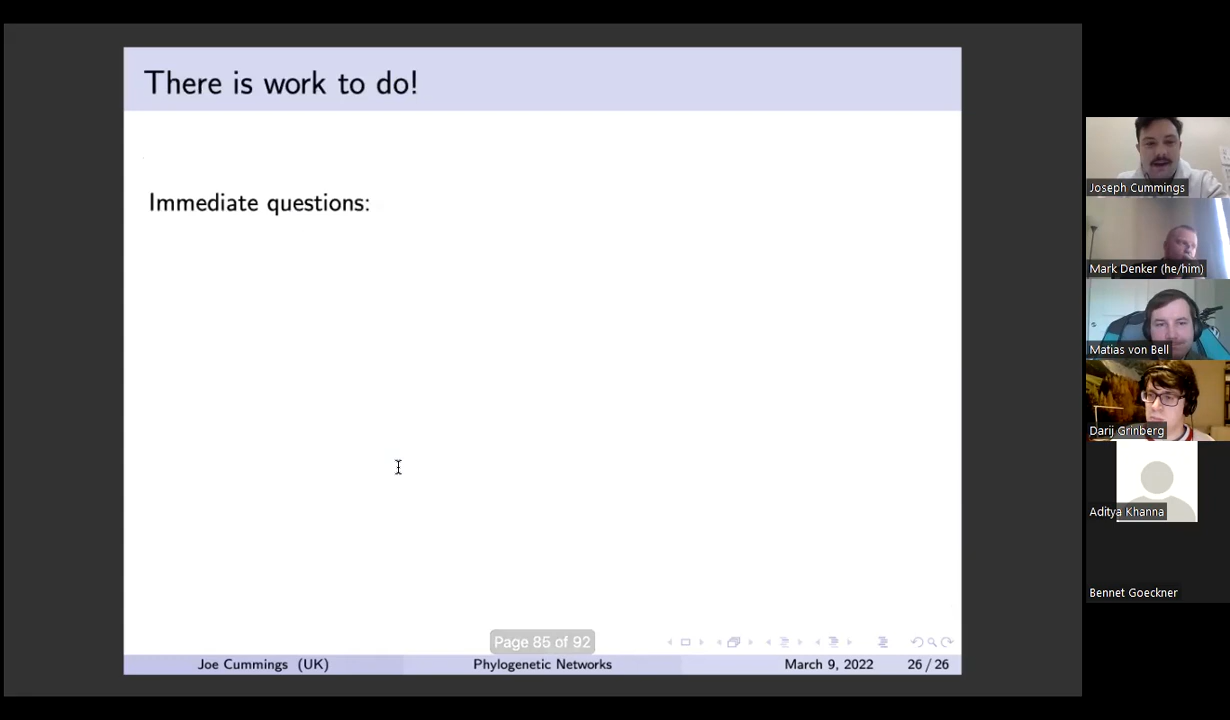 There is work to do!
Immediate questions:
Page 85 of 92
Joe Cummings (UK) Phylogenetic Networks March 9, 2022 26 / 26
Joseph Cummings
Mark Denker (he/him)
Matias von Bell
Darij Grinberg
Aditya Khanna
Bennet Goeckner